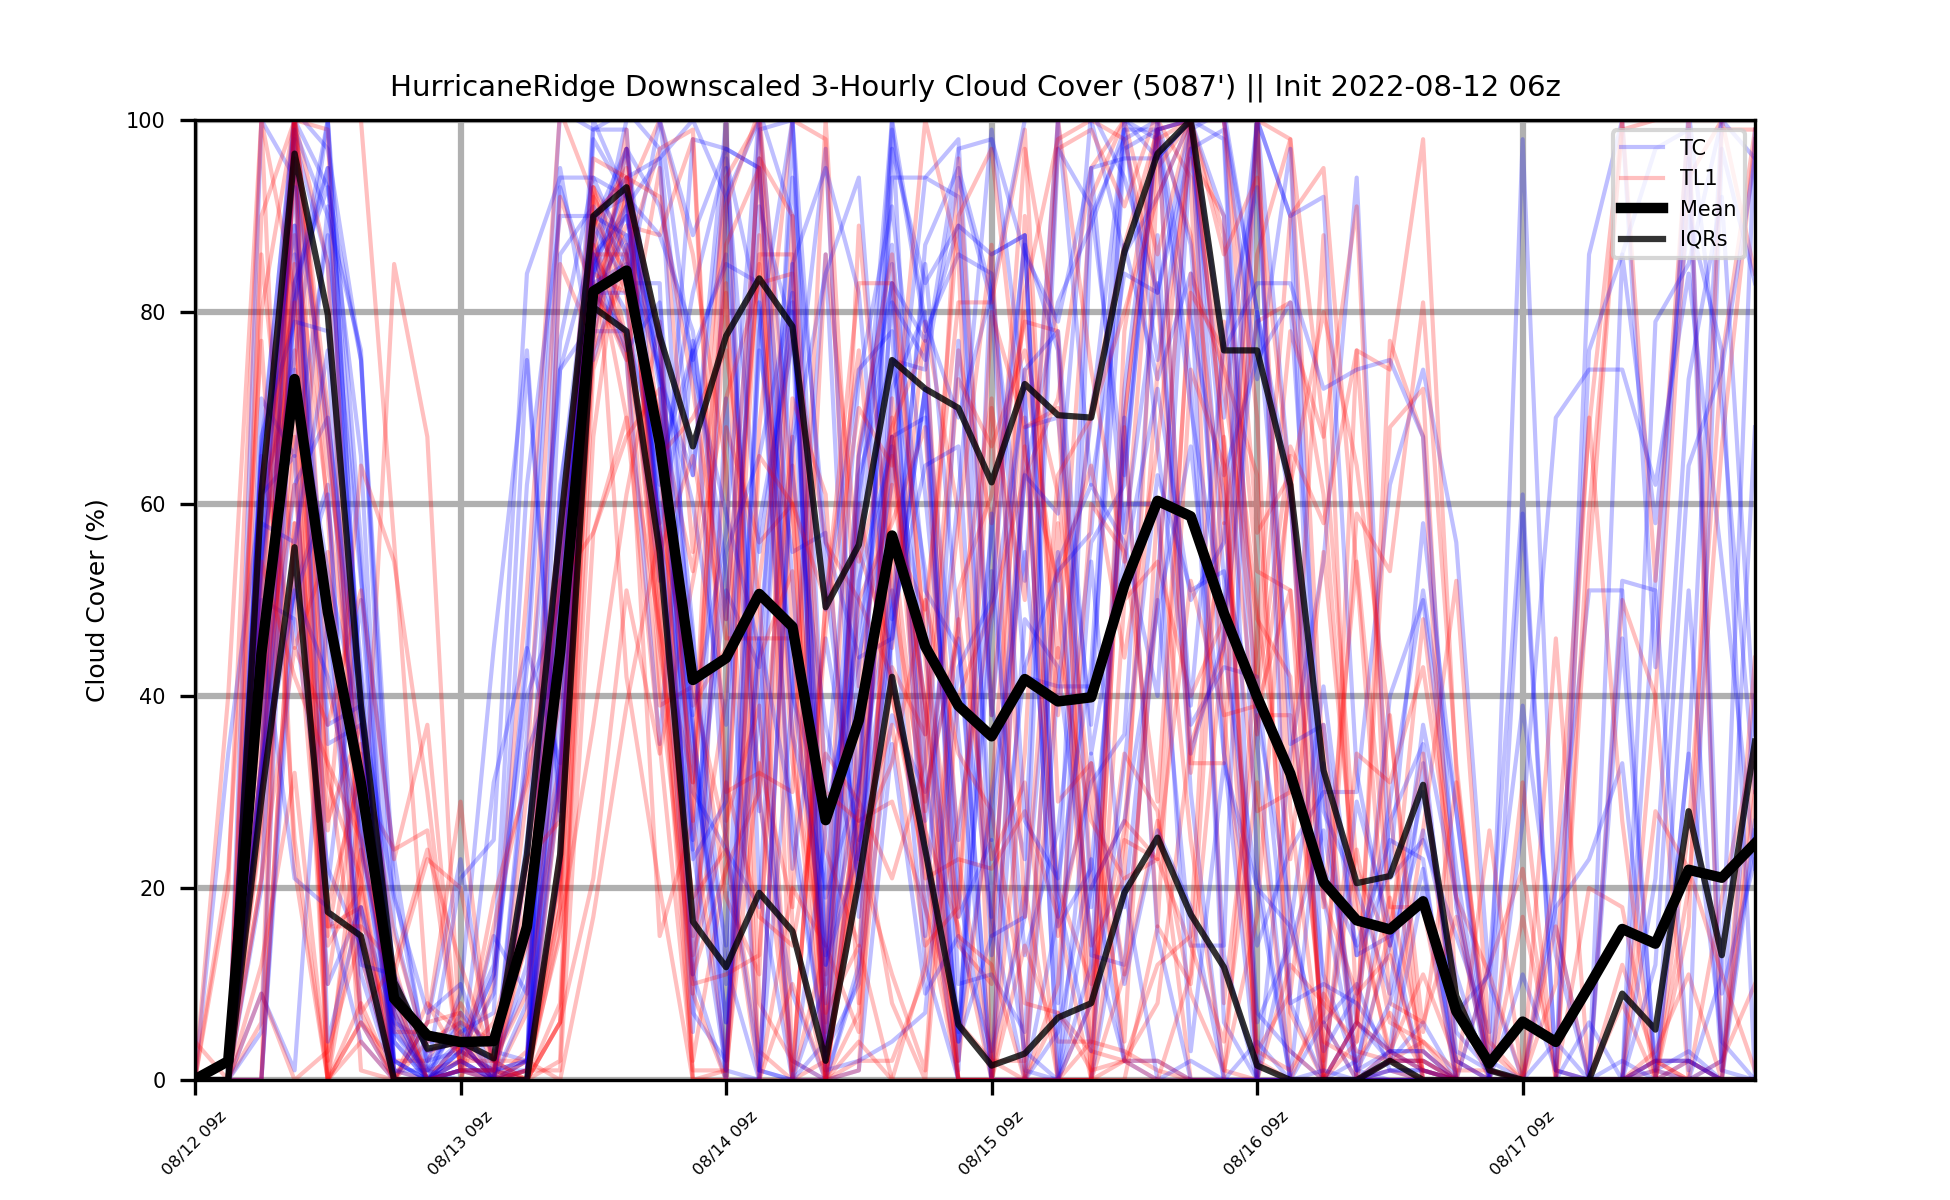 HurricaneRidge Downscaled 3-Hourly Cloud Cover (5087') || Init 2022-08-12 06z
Cloud Cover (%)
100
80
60
40
20
0
TC
TL1
Mean
IQRs
08/12 09z
08/13 09z
08/14 09z
08/15 09z
08/16 09z
08/17 09z